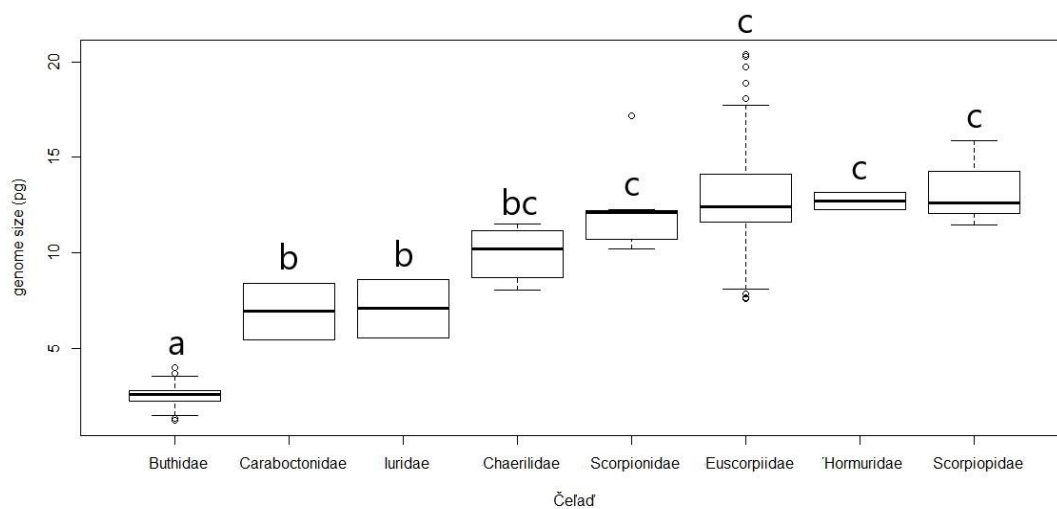 c
20
c
15
c
c
bc
genome size (pg)
10
b
b
5
a
Buthidae Caraboctonidae Iuridae Chaerilidae Scorpionidae Euscorpiidae Hormuridae Scorpiopidae
Čeľaď